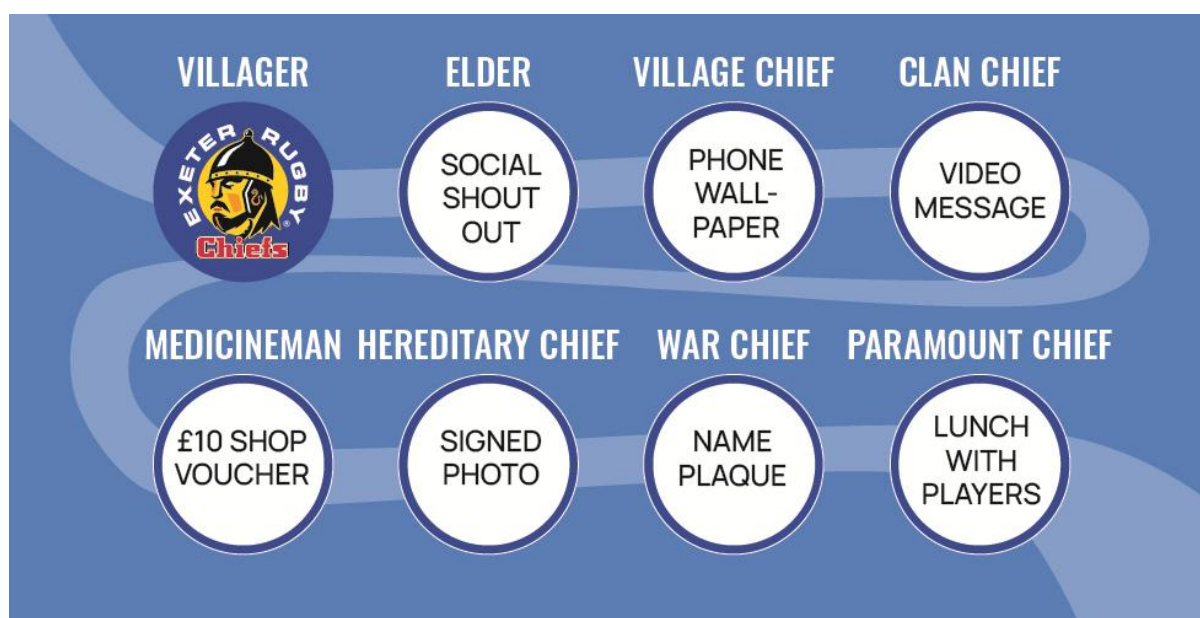 VILLAGER
EXETER RUGBY
Chiefs
®
ELDER
SOCIAL
SHOUT
OUT
VILLAGE CHIEF
PHONE
WALL-
PAPER
CLAN CHIEF
VIDEO
MESSAGE
MEDICINEMAN
£10 SHOP
VOUCHER
HEREDITARY CHIEF
SIGNED
PHOTO
WAR CHIEF
NAME
PLAQUE
PARAMOUNT CHIEF
LUNCH
WITH
PLAYERS